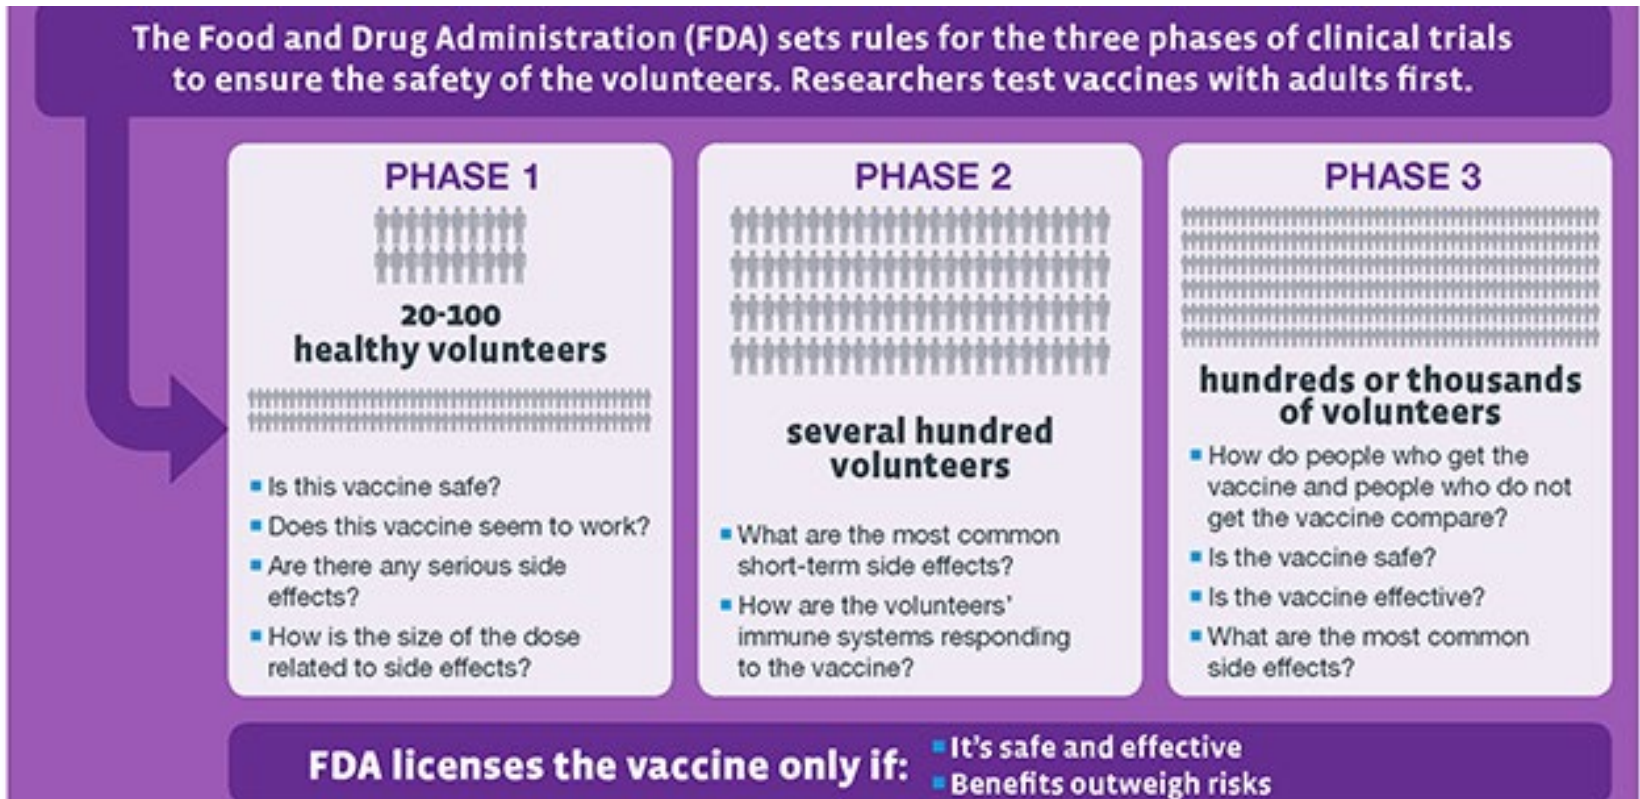 The Food and Drug Administration (FDA) sets rules for the three phases of clinical trials
to ensure the safety of the volunteers. Researchers test vaccines with adults first.
PHASE 1
20-100
healthy volunteers
Is this vaccine safe?
Does this vaccine seem to work?
Are there any serious side
effects?
How is the size of the dose
related to side effects?
PHASE 2
several hundred
volunteers
What are the most common
short-term side effects?
How are the volunteers'
immune systems responding
to the vaccine?
PHASE 3
hundreds or thousands
of volunteers
How do people who get the
vaccine and people who do not
get the vaccine compare?
Is the vaccine safe?
Is the vaccine effective?
What are the most common
side effects?
FDA licenses the vaccine only if:
It's safe and effective
Benefits outweigh risks